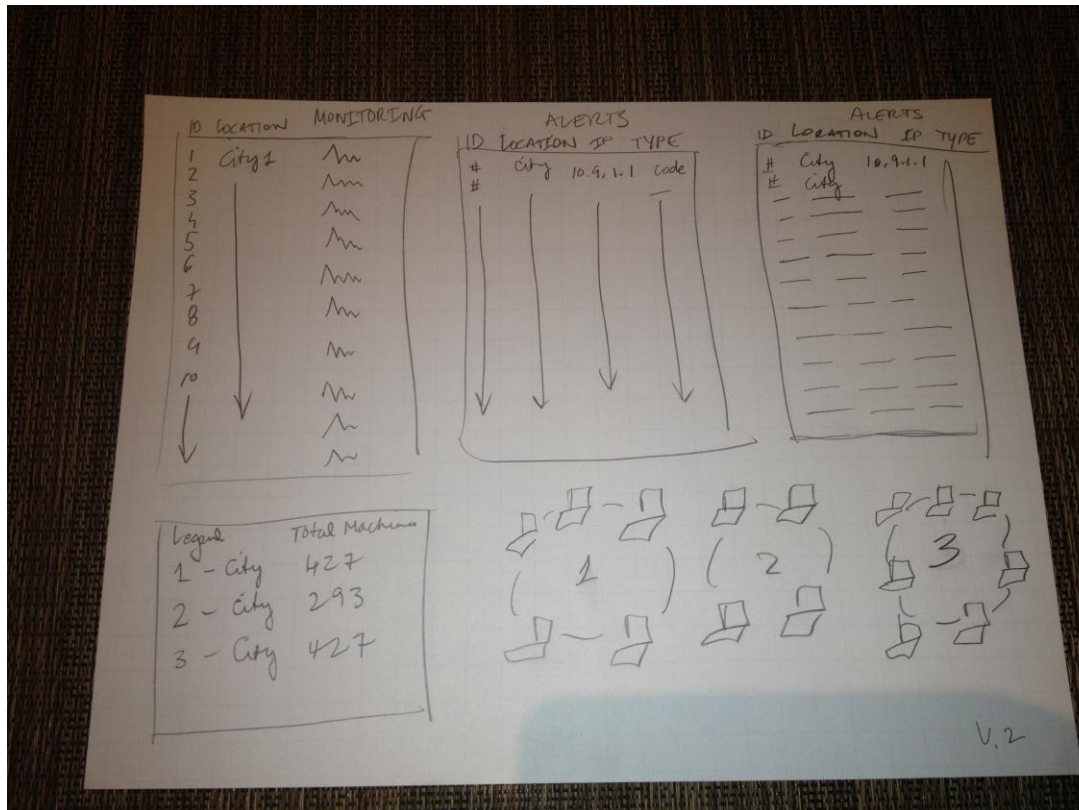 MONITORING
ID LOCATION
1 City 1
2
3
4
5
6
7
8
9
10
ALERTS
ID LOCATION IP TYPE
# City 10.9.1.1 Code
#
ALERTS
ID LOCATION IP TYPE
# City 10.9.1.1
# City
Legend Total Machines
1 - City 427
2 - City 293
3 - City 427
1
2
3
V.2